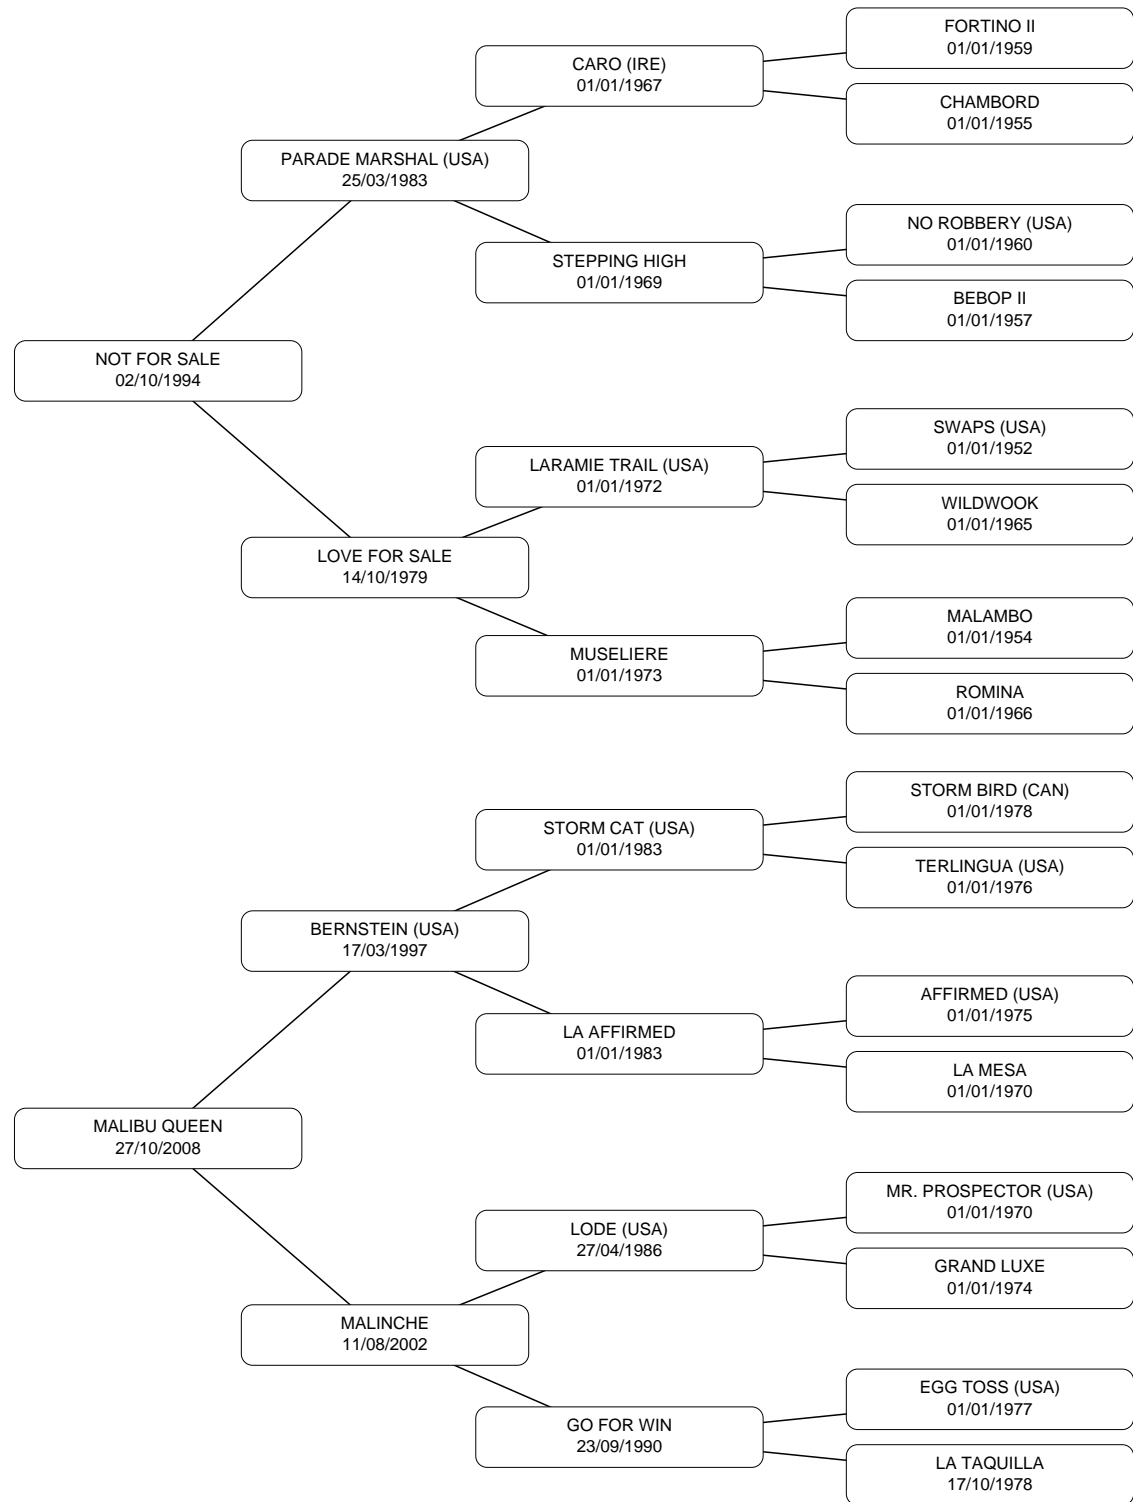 FORTINO II
01/01/1959
CARO (IRE)
01/01/1967
CHAMBORD
01/01/1955
PARADE MARSHAL (USA)
25/03/1983
NO ROBBERY (USA)
01/01/1960
STEPPING HIGH
01/01/1969
BEBOP II
01/01/1957
NOT FOR SALE
02/10/1994
SWAPS (USA)
01/01/1952
LARAMIE TRAIL (USA)
01/01/1972
WILDWOOK
01/01/1965
LOVE FOR SALE
14/10/1979
MALAMBO
01/01/1954
MUSELIERE
01/01/1973
ROMINA
01/01/1966
STORM BIRD (CAN)
01/01/1978
STORM CAT (USA)
01/01/1983
TERLINGUA (USA)
01/01/1976
BERNSTEIN (USA)
17/03/1997
AFFIRMED (USA)
01/01/1975
LA AFFIRMED
01/01/1983
LA MESA
01/01/1970
MALIBU QUEEN
27/10/2008
MR. PROSPECTOR (USA)
01/01/1970
LODE (USA)
27/04/1986
GRAND LUXE
01/01/1974
MALINCHE
11/08/2002
EGG TOSS (USA)
01/01/1977
GO FOR WIN
23/09/1990
LA TAQUILLA
17/10/1978